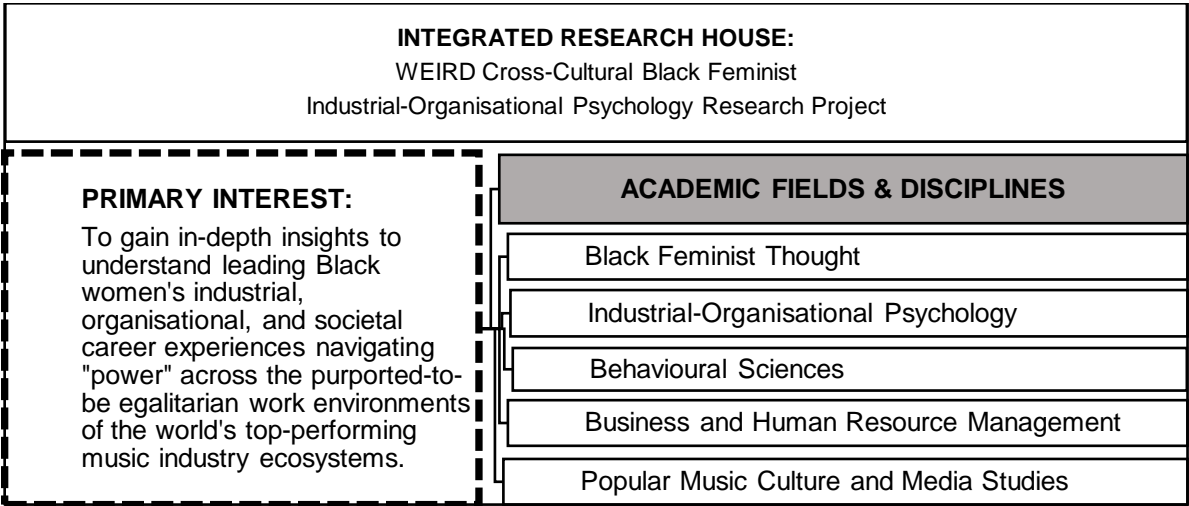 INTEGRATED RESEARCH HOUSE:
WEIRD Cross-Cultural Black Feminist
Industrial-Organisational Psychology Research Project
PRIMARY INTEREST:
To gain in-depth insights to
understand leading Black
women's industrial,
organisational, and societal
career experiences navigating
"power" across the purported-to-
be egalitarian work environments
of the world's top-performing
music industry ecosystems.
ACADEMIC FIELDS & DISCIPLINES
Black Feminist Thought
Industrial-Organisational Psychology
Behavioural Sciences
Business and Human Resource Management
Popular Music Culture and Media Studies